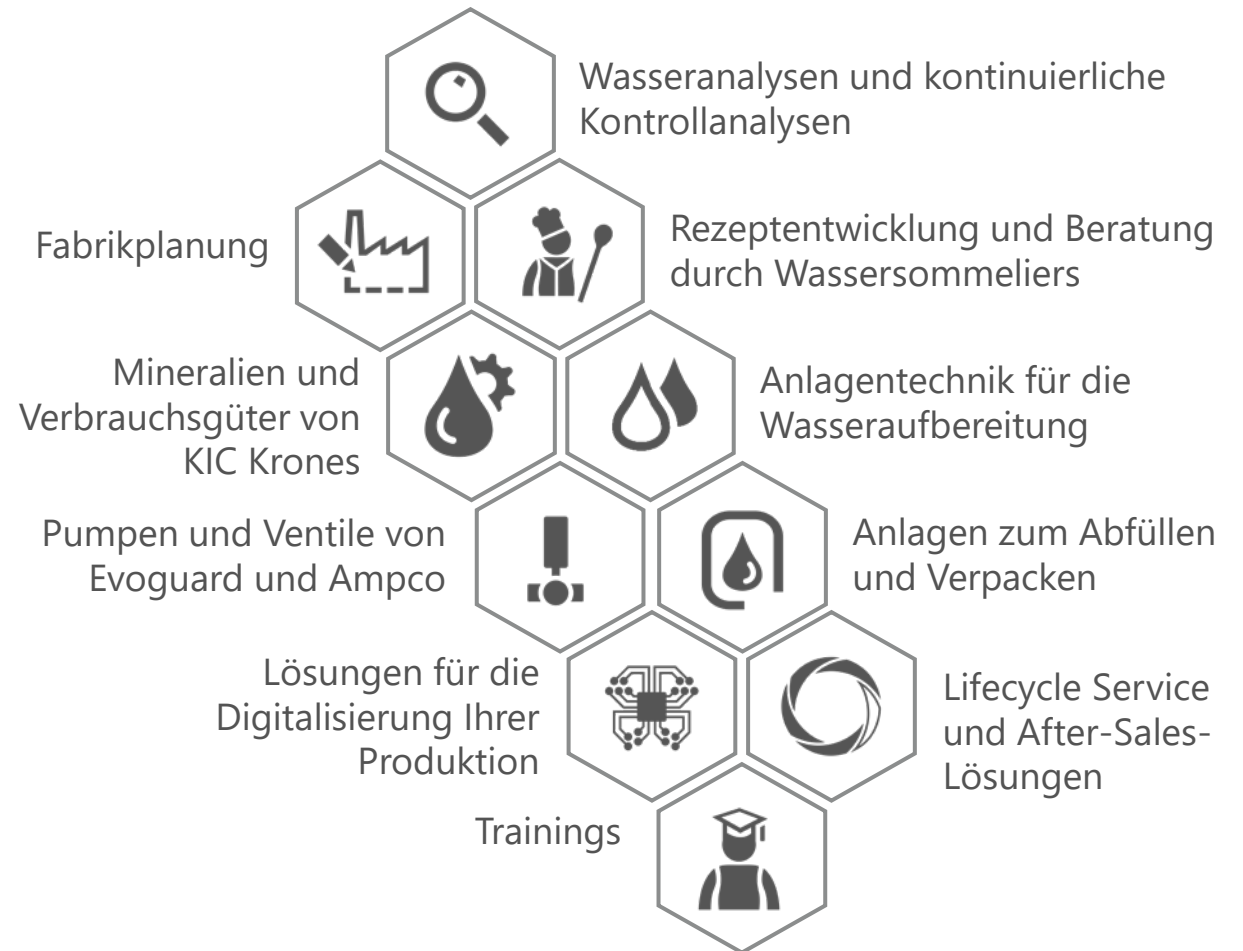 Wasseranalysen und kontinuierliche
Kontrollanalysen
Fabrikplanung
Rezeptentwicklung und Beratung
durch Wassersommeliers
Mineralien und
Verbrauchsgüter von
KIC Krones
Anlagentechnik für die
Wasseraufbereitung
Pumpen und Ventile von
Evoguard und Ampco
Anlagen zum Abfüllen
und Verpacken
Lösungen für die
Digitalisierung Ihrer
Produktion
Lifecycle Service
und After-Sales-
Lösungen
Trainings